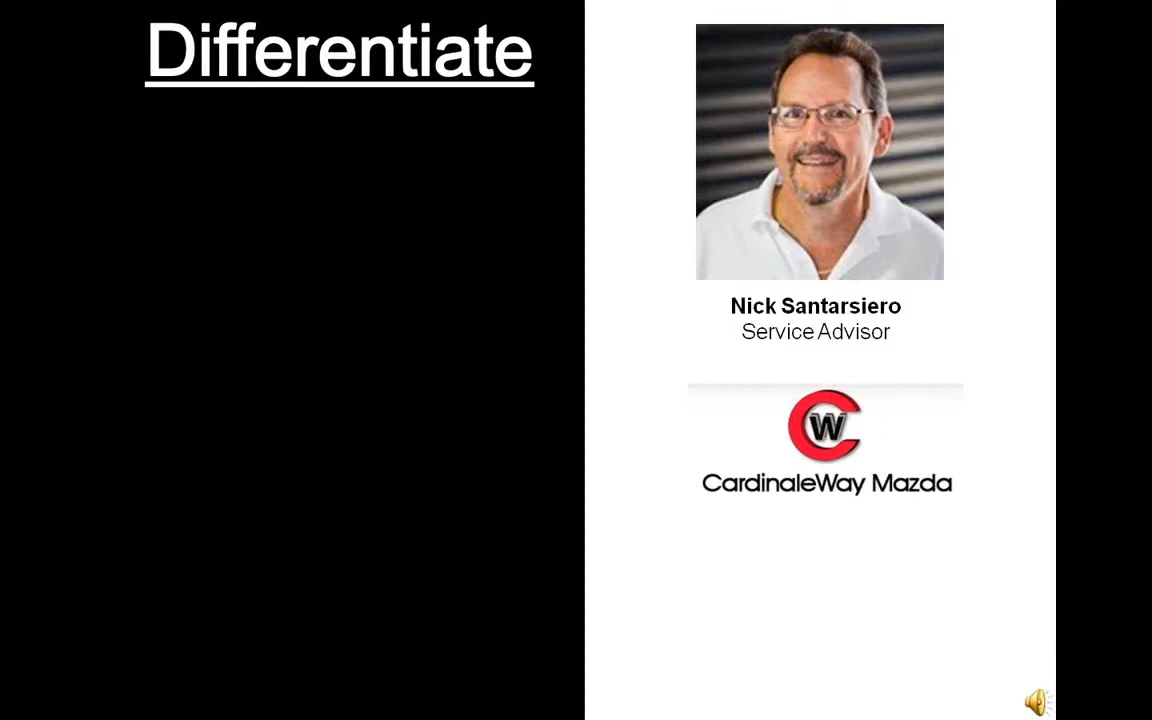 Differentiate
Nick Santarsiero
Service Advisor
CW
CardinaleWay Mazda